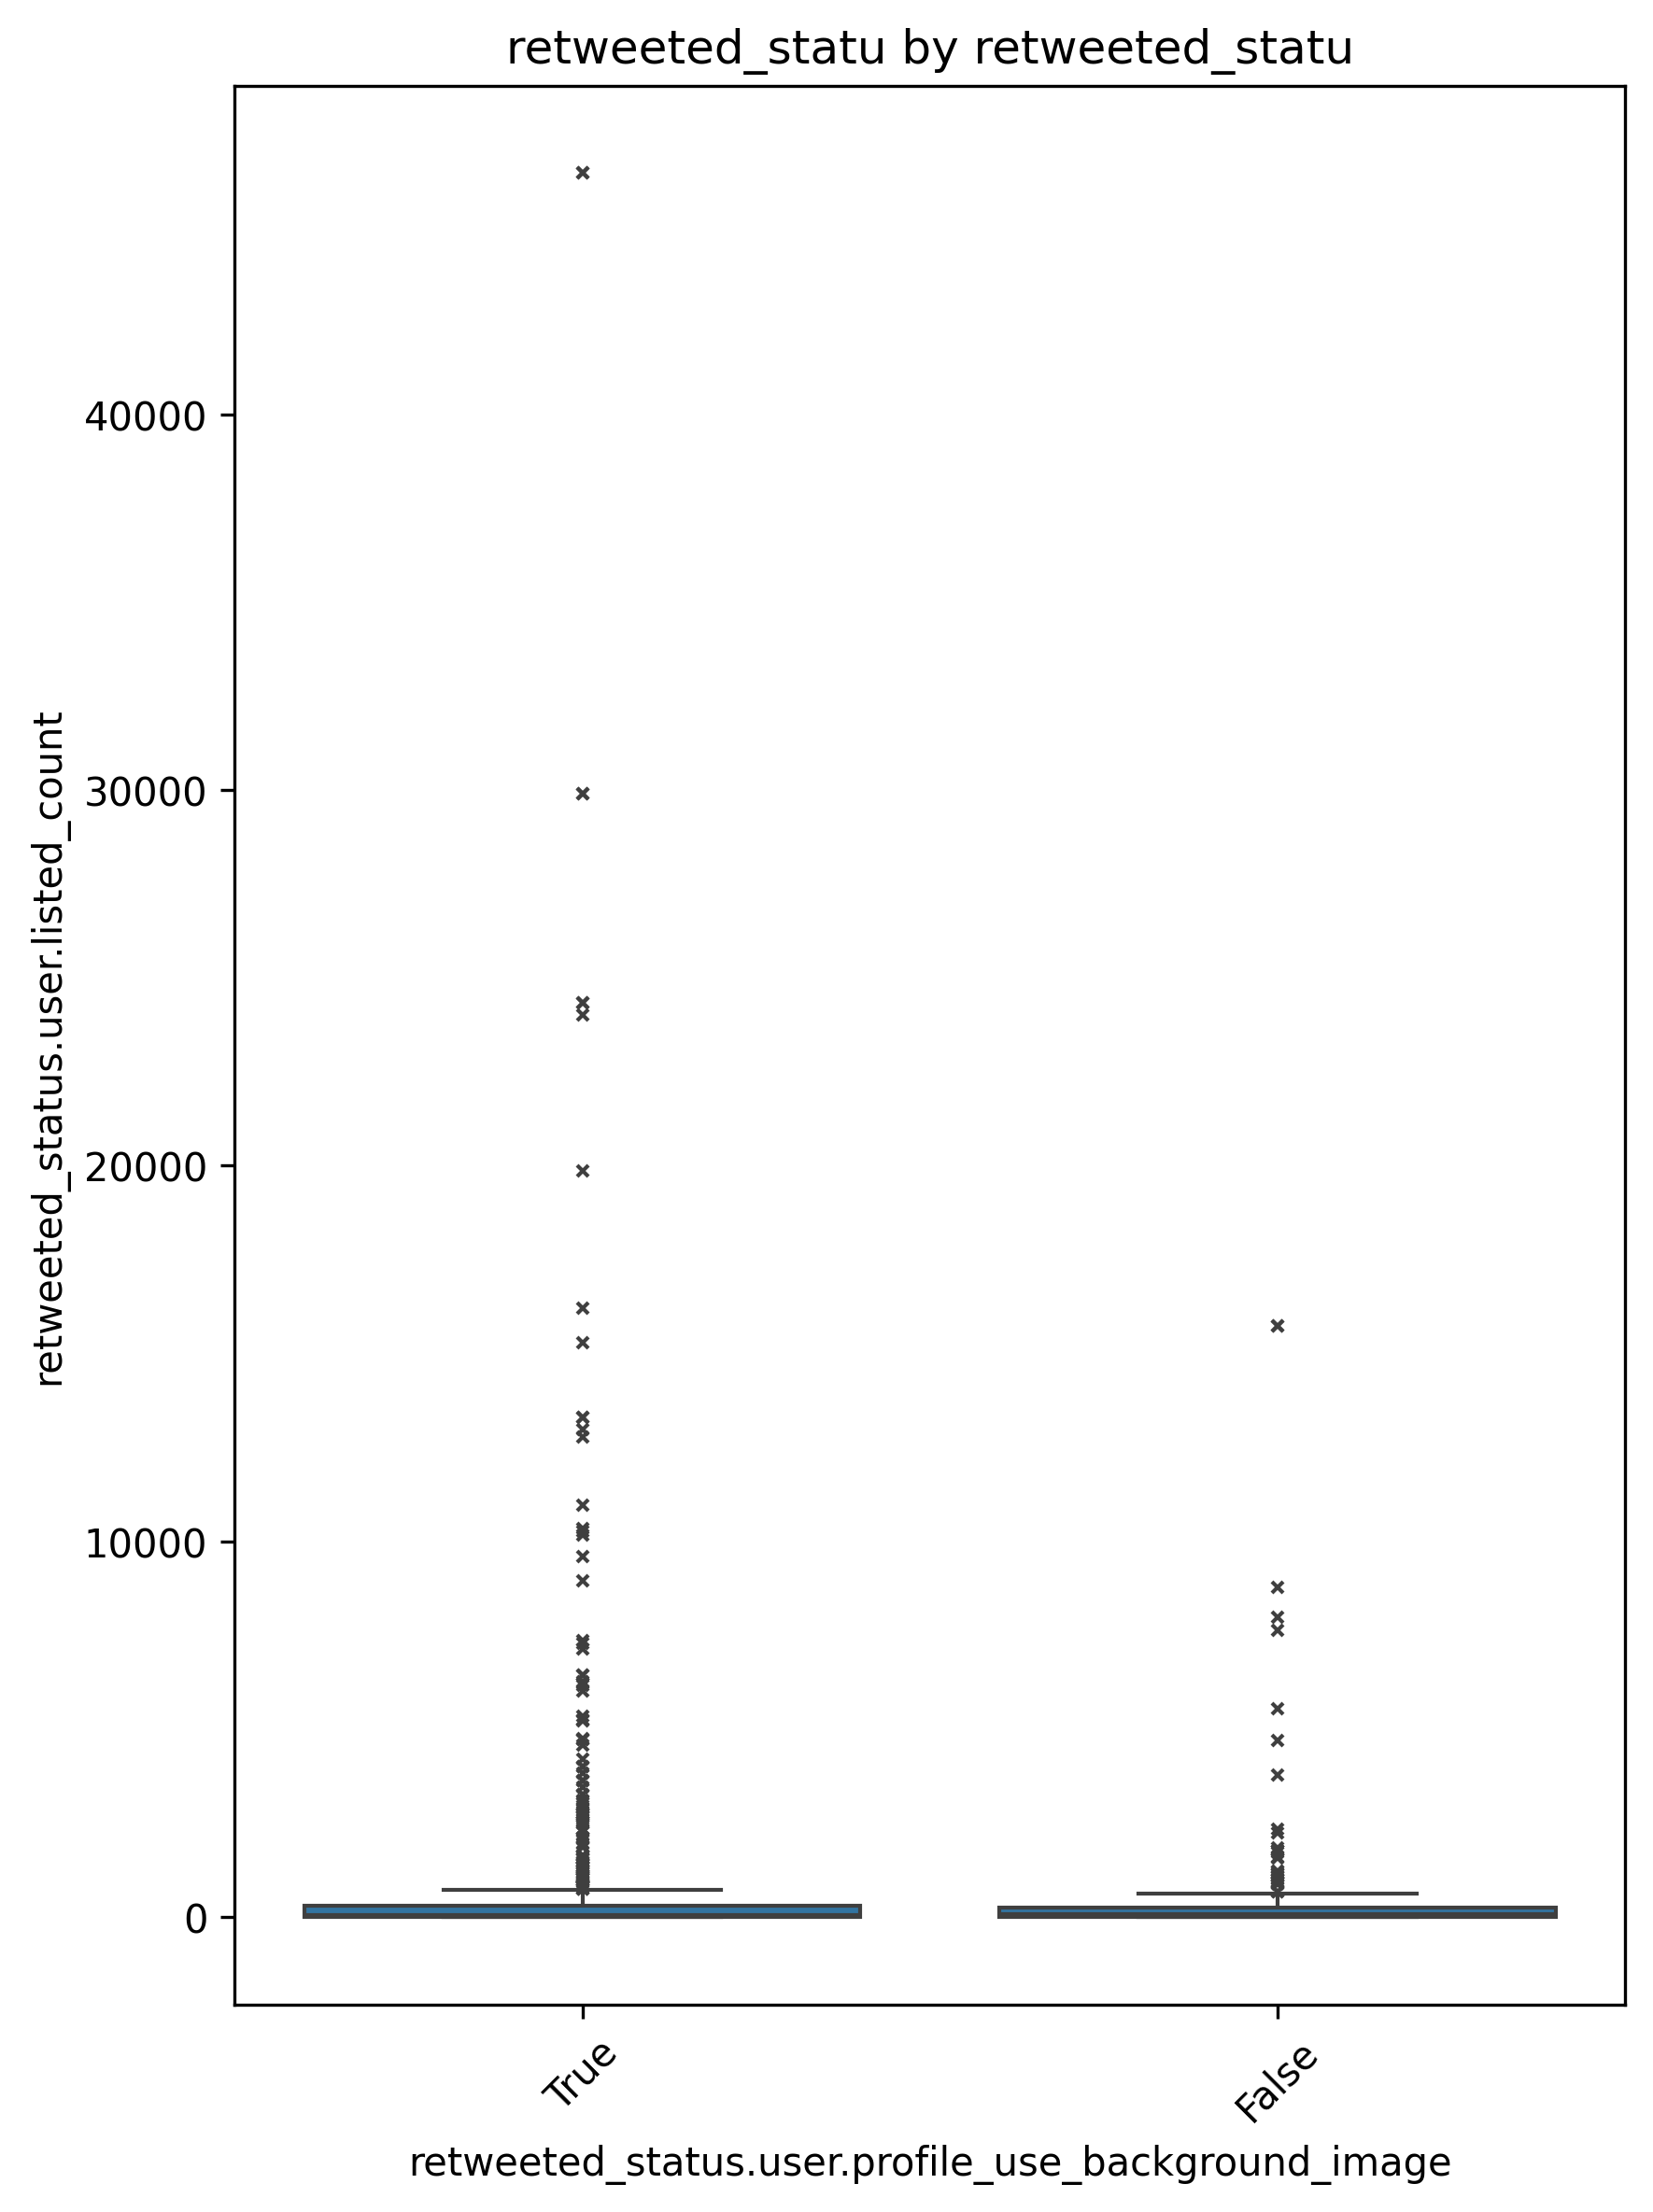 retweeted_statu by retweeted_statu
retweeted_status.user.listed_count
40000
30000
20000
10000
0
True
False
retweeted_status.user.profile_use_background_image